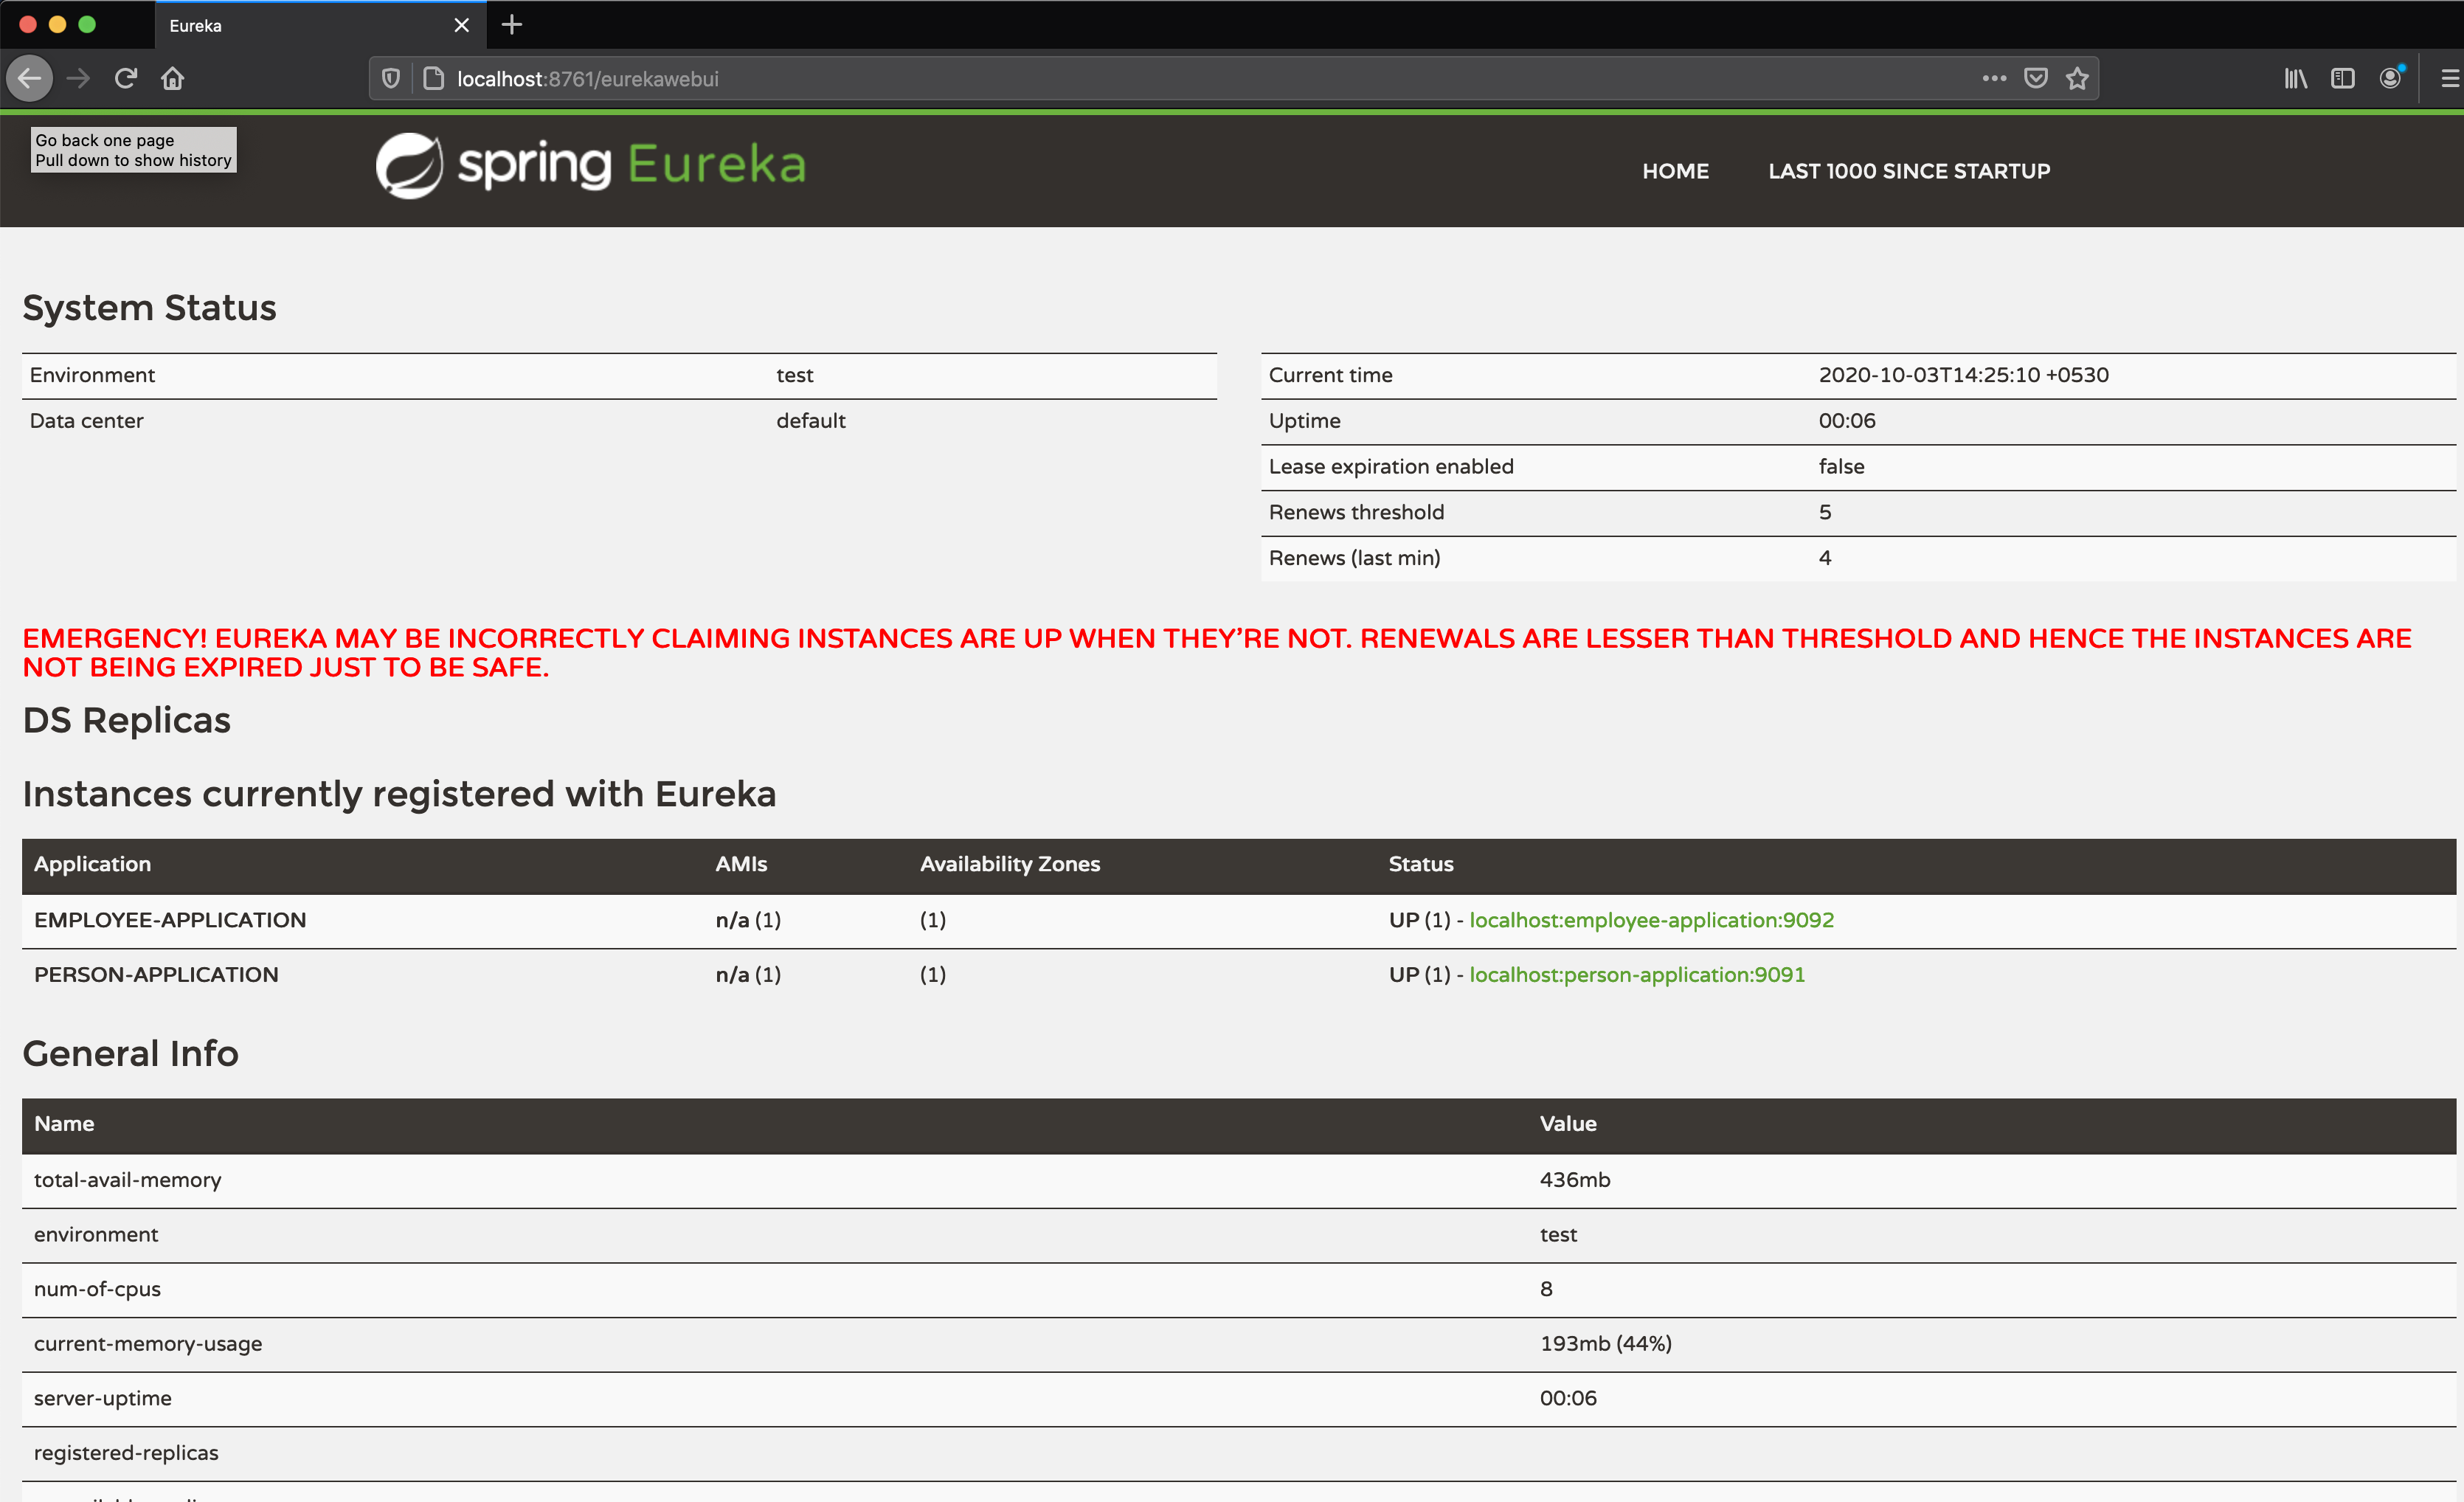 Eureka
localhost:8761/eurekawebui
Go back one page
Pull down to show history
spring Eureka
HOME
LAST 1000 SINCE STARTUP
System Status
Environment test
Data center default
Current time 2020-10-03T14:25:10 +0530
Uptime 00:06
Lease expiration enabled false
Renews threshold 5
Renews (last min) 4
EMERGENCY! EUREKA MAY BE INCORRECTLY CLAIMING INSTANCES ARE UP WHEN THEY’RE NOT. RENEWALS ARE LESSER THAN THRESHOLD AND HENCE THE INSTANCES ARE
NOT BEING EXPIRED JUST TO BE SAFE.
DS Replicas
Instances currently registered with Eureka
Application AMIs Availability Zones Status
EMPLOYEE-APPLICATION n/a (1) (1) UP (1) - localhost:employee-application:9092
PERSON-APPLICATION n/a (1) (1) UP (1) - localhost:person-application:9091
General Info
Name Value
total-avail-memory 436mb
environment test
num-of-cpus 8
current-memory-usage 193mb (44%)
server-uptime 00:06
registered-replicas